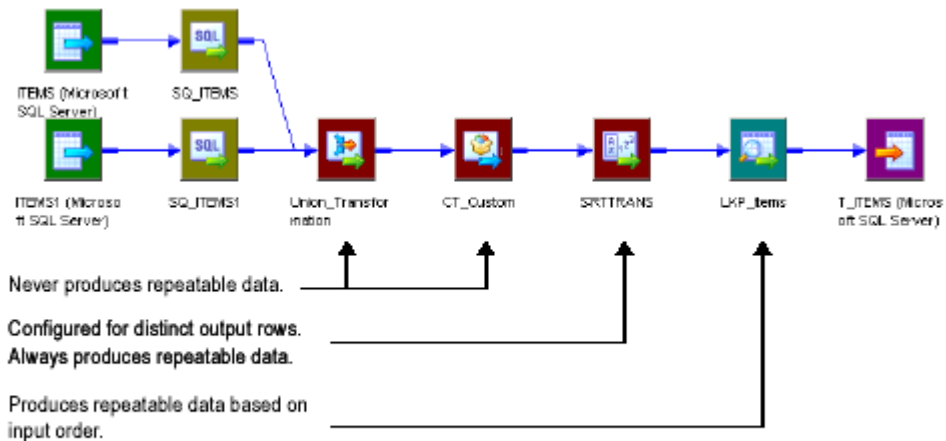 SQL
ITEMS (Microsoft
SQL Server)
SQ_ITEMS
SQL
ITEMS1 (Microso
ft SQL Server)
SQ_ITEMS1
Union_Transfor
mation
CT_Custom
SRTTRANS
LKP_Items
T_ITEMS (Micros
oft SQL Server)
Never produces repeatable data.
Configured for distinct output rows.
Always produces repeatable data.
Produces repeatable data based on
input order.